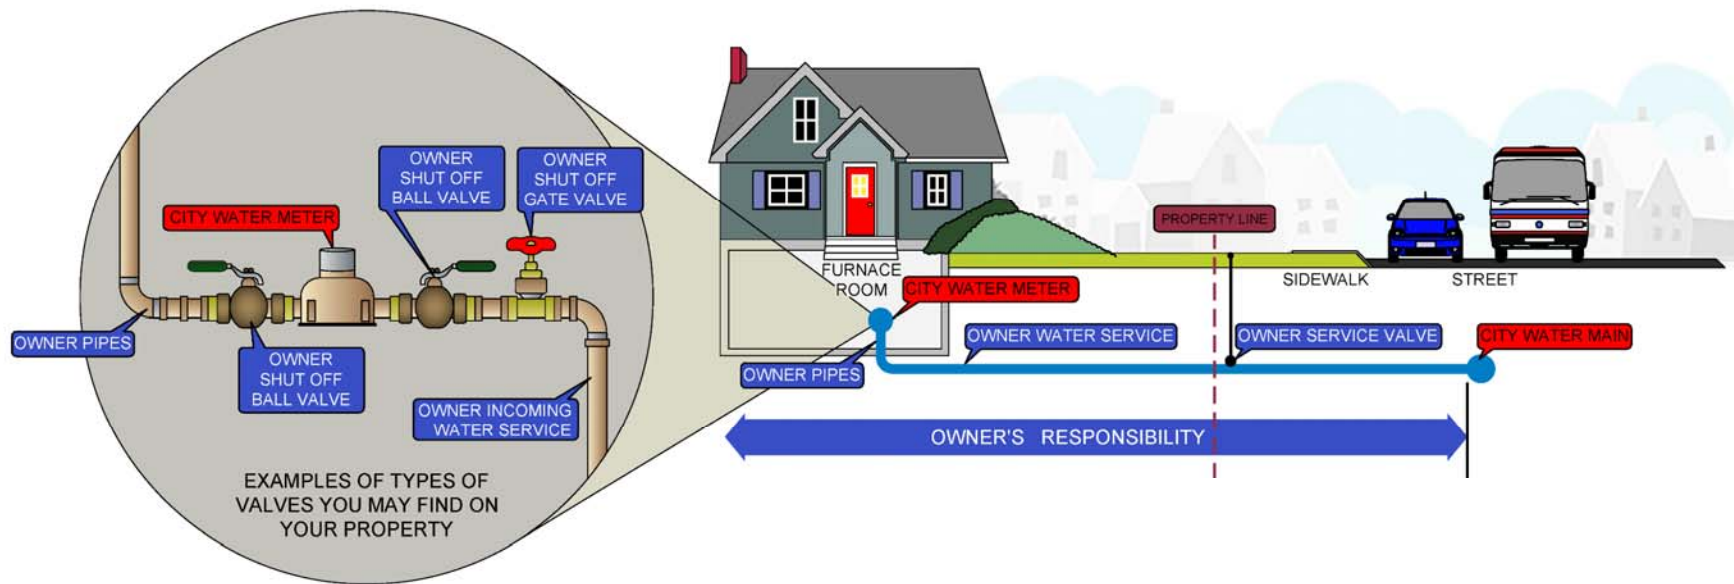 OWNER
SHUT OFF
BALL VALVE
OWNER
SHUT OFF
GATE VALVE
CITY WATER METER
OWNER PIPES
OWNER
SHUT OFF
BALL VALVE
OWNER INCOMING
WATER SERVICE
EXAMPLES OF TYPES OF
VALVES YOU MAY FIND ON
YOUR PROPERTY
PROPERTY LINE
FURNACE
ROOM
SIDEWALK
STREET
CITY WATER METER
OWNER WATER SERVICE
OWNER SERVICE VALVE
CITY WATER MAIN
OWNER PIPES
OWNER'S RESPONSIBILITY